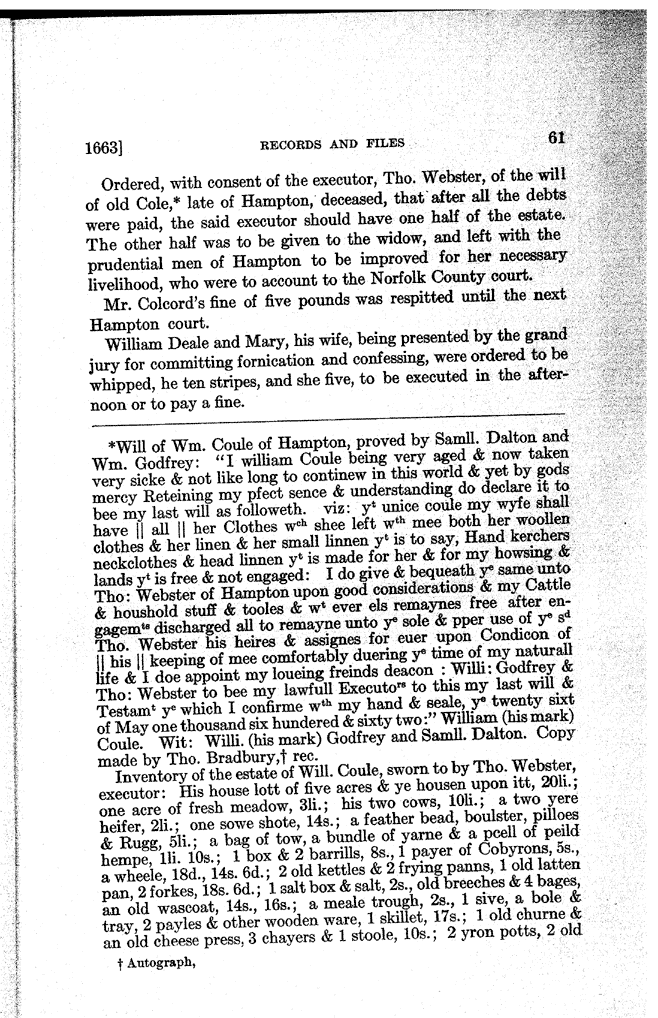 1663] RECORDS AND FILES 61
Ordered, with consent of the executor, Tho. Webster, of the will
of old Cole,* late of Hampton, deceased, that after all the debts
were paid, the said executor should have one half of the estate.
The other half was to be given to the widow, and left with the
prudential men of Hampton to be improved for her necessary
livelihood, who were to account to the Norfolk County court.
Mr. Colcord's fine of five pounds was respitted until the next
Hampton court.
William Deale and Mary, his wife, being presented by the grand
jury for committing fornication and confessing, were ordered to be
whipped, he ten stripes, and she five, to be executed in the after-
noon or to pay a fine.
*Will of Wm. Coule of Hampton, proved by Samll. Dalton and
Wm. Godfrey: "I william Coule being very aged & now taken
very sicke & not like long to continew in this world & yet by gods
mercy Reteining my pfect sence & understanding do declare it to
bee my last will as followeth. viz: yᵗ unice coule my wyfe shall
have || all || her Clothes wᶜʰ shee left wᵗʰ mee both her woollen
clothes & her linen & her small linnen yᵗ is to say, Hand kerchers
neckclothes & head linnen yᵗ is made for her & for my howsing &
lands yᵗ is free & not engaged: I do give & bequeath yᵉ same unto
Tho: Webster of Hampton upon good considerations & my Cattle
& houshold stuff & tooles & wᵗ ever els remaynes free after en-
gagemᵗˢ discharged all to remayne unto yᵉ sole & pper use of yᵉ sᵈ
Tho. Webster his heires & assignes for euer upon Condicon of
|| his || keeping of mee comfortably duering yᵉ time of my naturall
life & I doe appoint my loueing freinds deacon : Willi: Godfrey &
Tho: Webster to bee my lawfull Executoʳˢ to this my last will &
Testamᵗ yᵉ which I confirme wᵗʰ my hand & seale, yᵉ twenty sixt
of May one thousand six hundered & sixty two:" William (his mark)
Coule. Wit: Willi. (his mark) Godfrey and Samll. Dalton. Copy
made by Tho. Bradbury,† rec.
Inventory of the estate of Will. Coule, sworn to by Tho. Webster,
executor: His house lott of five acres & ye housen upon itt, 20li.;
one acre of fresh meadow, 3li.; his two cows, 10li.; a two yere
heifer, 2li.; one sowe shote, 14s.; a feather bead, boulster, pilloes
& Rugg, 5li.; a bag of tow, a bundle of yarne & a pcell of peild
hempe, 1li. 10s.; 1 box & 2 barrills, 8s., 1 payer of Cobyrons, 5s.,
a wheele, 18d., 14s. 6d.; 2 old kettles & 2 frying panns, 1 old latten
pan, 2 forkes, 18s. 6d.; 1 salt box & salt, 2s., old breeches & 4 bages,
an old wascoat, 14s., 16s.; a meale trough, 2s., 1 sive, a bole &
tray, 2 payles & other wooden ware, 1 skillet, 17s.; 1 old churne &
an old cheese press, 3 chayers & 1 stoole, 10s.; 2 yron potts, 2 old
† Autograph,